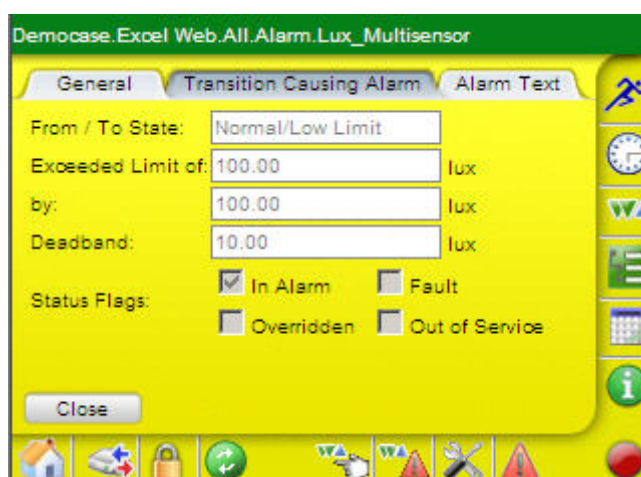 Democase.Excel Web.All.Alarm.Lux_Multisensor
General Transition Causing Alarm Alarm Text
From / To State: Normal/Low Limit
Exceeded Limit of: 100.00 lux
by: 100.00 lux
Deadband: 10.00 lux
Status Flags: In Alarm Fault
Overridden Out of Service
Close